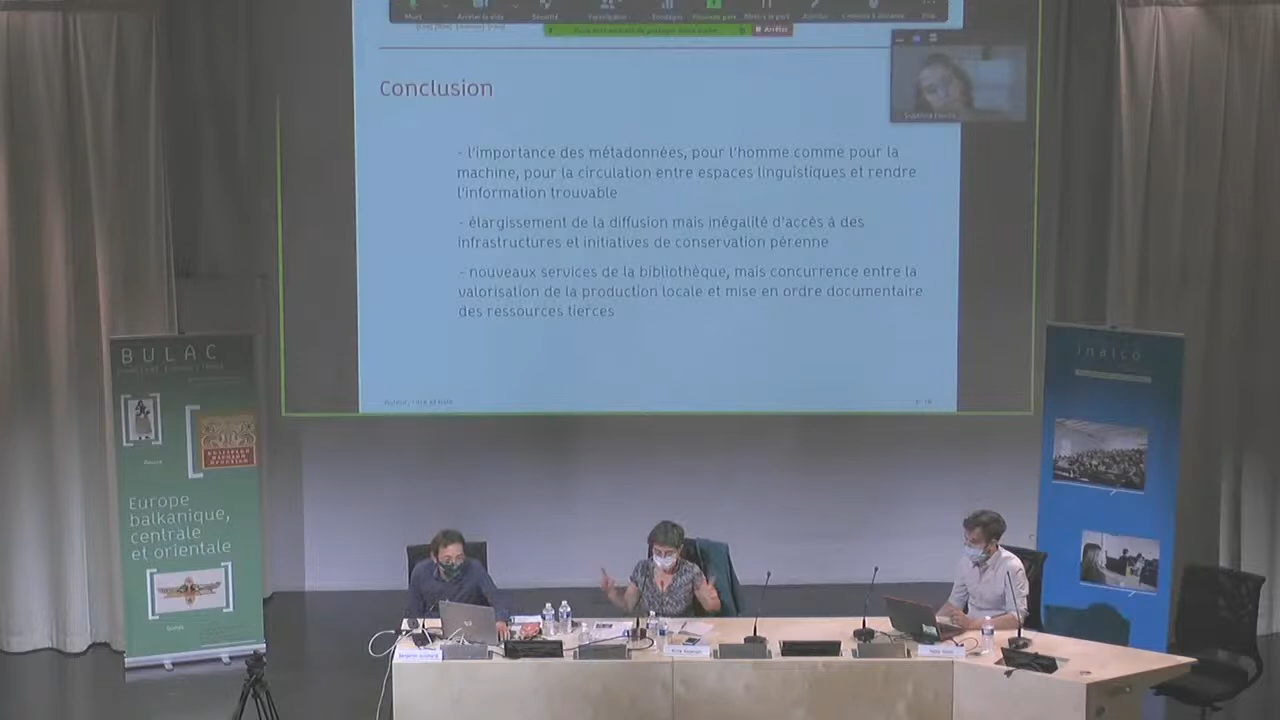 Arrêter
Conclusion
- l'importance des métadonnées, pour l'homme comme pour la
machine, pour la circulation entre espaces linguistiques et rendre
l'information trouvable
- élargissement de la diffusion mais inégalité d'accès à des
infrastructures et initiatives de conservation pérenne
- nouveaux services de la bibliothèque, mais concurrence entre la
valorisation de la production locale et mise en ordre documentaire
des ressources tierces
BULAC
Europe
balkanique,
centrale
et orientale
inalco